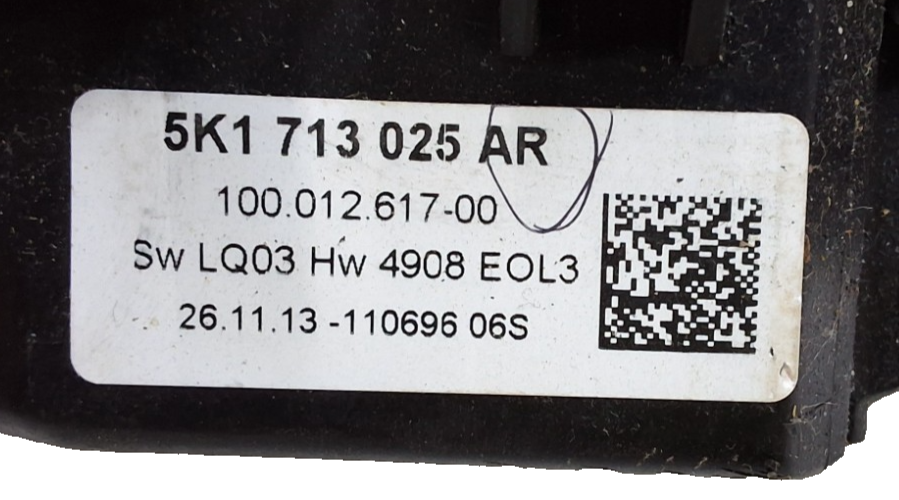 5K1 713 025 AR
100.012.617-00
Sw LQ03 Hw 4908 EOL3
26.11.13 -110696 06S